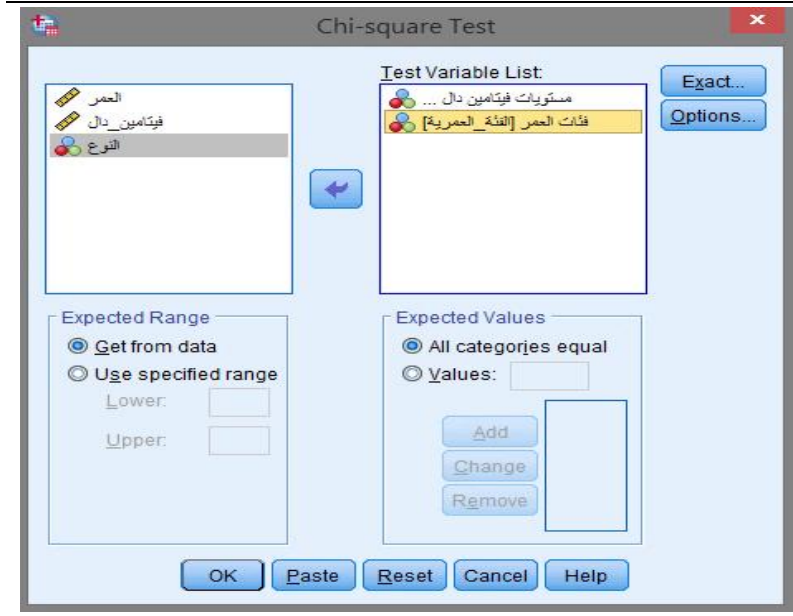 Chi-square Test
Test Variable List:
العمر
فيتامين_دال
النوع
مستويات فيتامين دال ...
فئات العمر [الفئة_العمرية]
Exact...
Options...
Expected Range
Get from data
Use specified range
Lower:
Upper:
Expected Values
All categories equal
Values:
Add
Change
Remove
OK
Paste
Reset
Cancel
Help